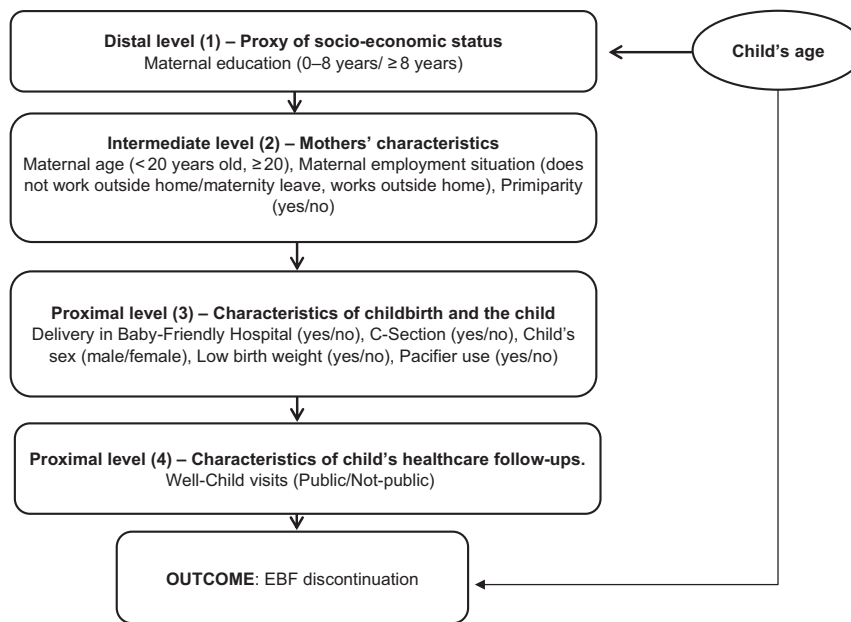 Distal level (1) – Proxy of socio-economic status
Maternal education (0–8 years/ ≥ 8 years)
Child's age
Intermediate level (2) – Mothers' characteristics
Maternal age (< 20 years old, ≥ 20), Maternal employment situation (does
not work outside home/maternity leave, works outside home), Primiparity
(yes/no)
Proximal level (3) – Characteristics of childbirth and the child
Delivery in Baby-Friendly Hospital (yes/no), C-Section (yes/no), Child's
sex (male/female), Low birth weight (yes/no), Pacifier use (yes/no)
Proximal level (4) – Characteristics of child's healthcare follow-ups.
Well-Child visits (Public/Not-public)
OUTCOME: EBF discontinuation